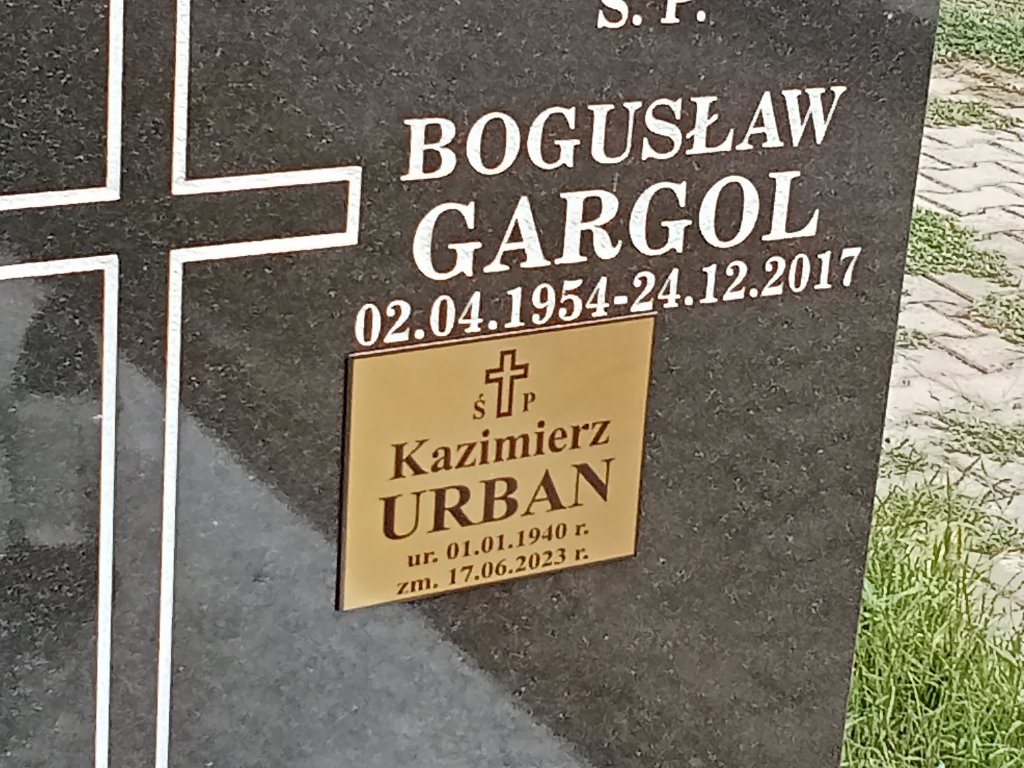 Ś. P.
BOGUSŁAW
GARGOL
02.04.1954-24.12.2017
Ś P
Kazimierz
URBAN
ur. 01.01.1940 r.
zm. 17.06.2023 r.